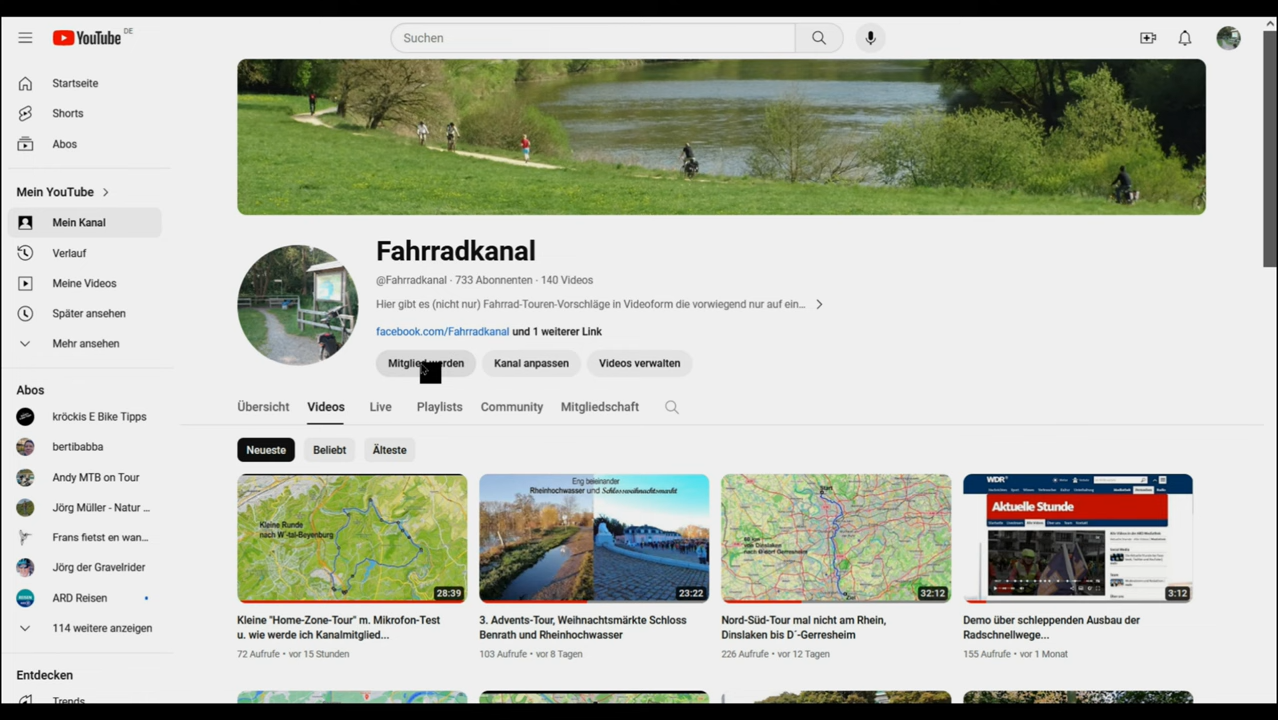 YouTube DE
Suchen
Startseite
Shorts
Abos
Mein YouTube
Mein Kanal
Verlauf
Meine Videos
Später ansehen
Mehr ansehen
Abos
kröckis E Bike Tipps
bertibabba
Andy MTB on Tour
Jörg Müller - Natur ...
Frans fietst en wan...
Jörg der Gravelrider
ARD Reisen
114 weitere anzeigen
Entdecken
Trends
Fahrradkanal
@Fahrradkanal · 733 Abonnenten · 140 Videos
Hier gibt es (nicht nur) Fahrrad-Touren-Vorschläge in Videoform die vorwiegend nur auf ein...
facebook.com/Fahrradkanal und 1 weiterer Link
Mitglied werden Kanal anpassen Videos verwalten
Übersicht Videos Live Playlists Community Mitgliedschaft
Neueste Beliebt Älteste
Kleine Runde
nach W´-tal-Beyenburg
28:39
Kleine "Home-Zone-Tour" m. Mikrofon-Test
u. wie werde ich Kanalmitglied...
72 Aufrufe • vor 15 Stunden
Eng beieinander
Rheinhochwasser und Schlossweihnachtsmarkt
23:22
3. Advents-Tour, Weihnachtsmärkte Schloss
Benrath und Rheinhochwasser
103 Aufrufe • vor 8 Tagen
Start
von Dinslaken
nach D´dorf Gerresheim
Ziel
32:12
Nord-Süd-Tour mal nicht am Rhein,
Dinslaken bis D´-Gerresheim
226 Aufrufe • vor 12 Tagen
WDR
Aktuelle Stunde
3:12
Demo über schleppenden Ausbau der
Radschnellwege...
155 Aufrufe • vor 1 Monat